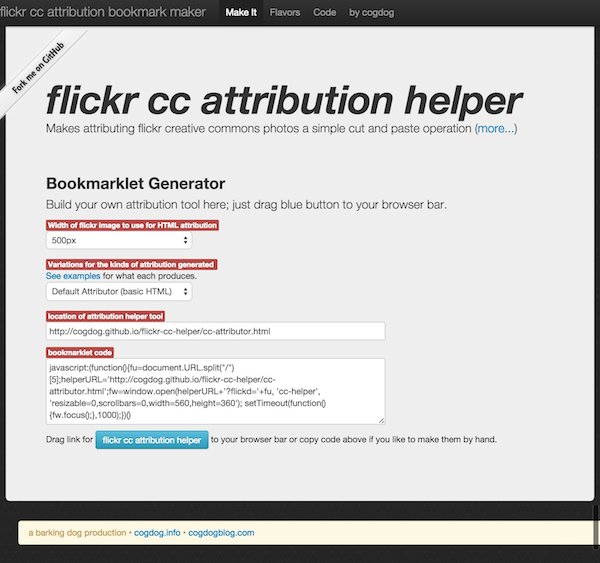 flickr cc attribution bookmark maker Make It Flavors Code by cogdog
Fork me on GitHub
flickr cc attribution helper
Makes attributing flickr creative commons photos a simple cut and paste operation (more...)
Bookmarklet Generator
Build your own attribution tool here; just drag blue button to your browser bar.
Width of flickr image to use for HTML attribution
500px
Variations for the kinds of attribution generated
See examples for what each produces.
Default Attributor (basic HTML)
location of attribution helper tool
http://cogdog.github.io/flickr-cc-helper/cc-attributor.html
bookmarklet code
javascript:(function(){fu=document.URL.split("/")
[5];helperURL='http://cogdog.github.io/flickr-cc-helper/cc-
attributor.html';fw=window.open(helperURL+'?flickd='+fu, 'cc-helper',
'resizable=0,scrollbars=0,width=560,height=360'); setTimeout(function()
{fw.focus();},1000);})()
Drag link for flickr cc attribution helper to your browser bar or copy code above if you like to make them by hand.
a barking dog production • cogdog.info • cogdogblog.com